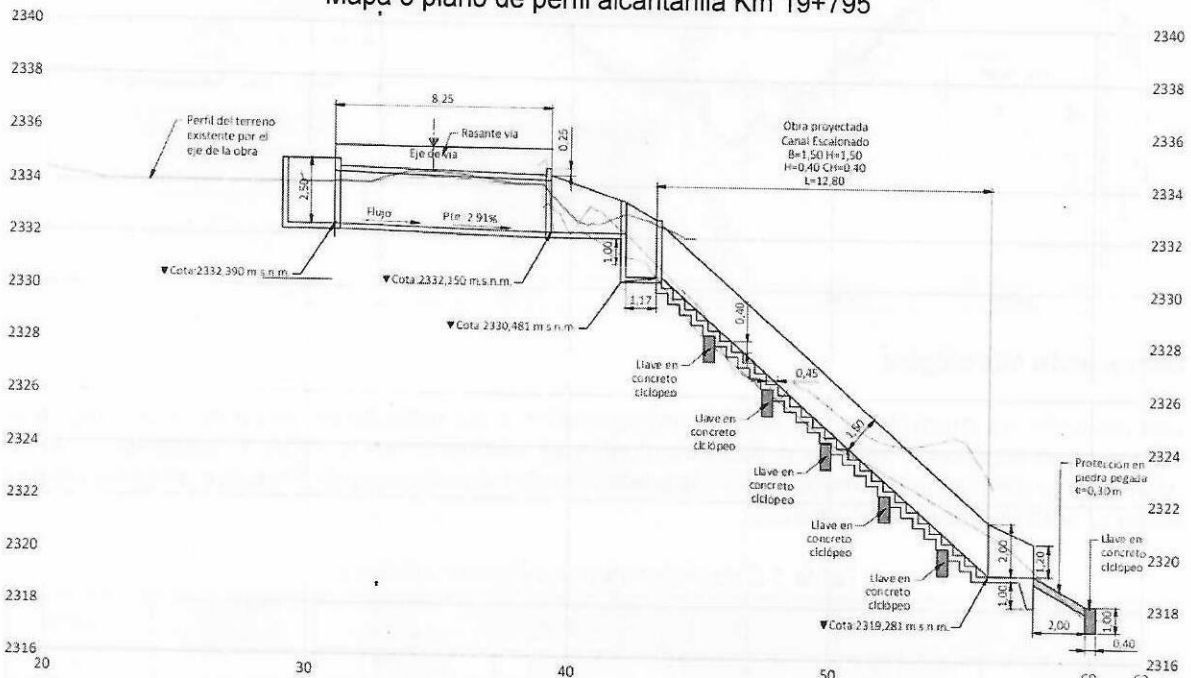 Mapa o plano de perfil alcantarilla Km 19+795
2340
2338
2336
2334
2332
2330
2328
2326
2324
2322
2320
2318
2316
2340
2338
2336
2334
2332
2330
2328
2326
2324
2322
2320
2318
2316
20
30
40
50
60
8.25
Perfil del terreno
existente por el
eje de la obra
Rasante via
Eje de via
0,25
2,50
Flujo
Pte: 2.91%
▼Cota:2332,390 m s.n.m.
▼Cota:2332,150 m.s.n.m.
1,00
1,17
▼Cota 2330,481 m s.n.m
Obra proyectada
Canal Escalonado
B=1,50 H=1,50
H=0,40 CH=0,40
L=12,80
0,40
0,45
1,50
Llave en
concreto
ciclópeo
Llave en
concreto
ciclópeo
Llave en
concreto
ciclópeo
Llave en
concreto
ciclópeo
Llave en
concreto
ciclópeo
Protección en
piedra pegada
e=0,30 m
Llave en
concreto
ciclópeo
2,00
1,20
1,00
2,00
1,00
0,40
▼Cota:2319,281 m s.n.m.